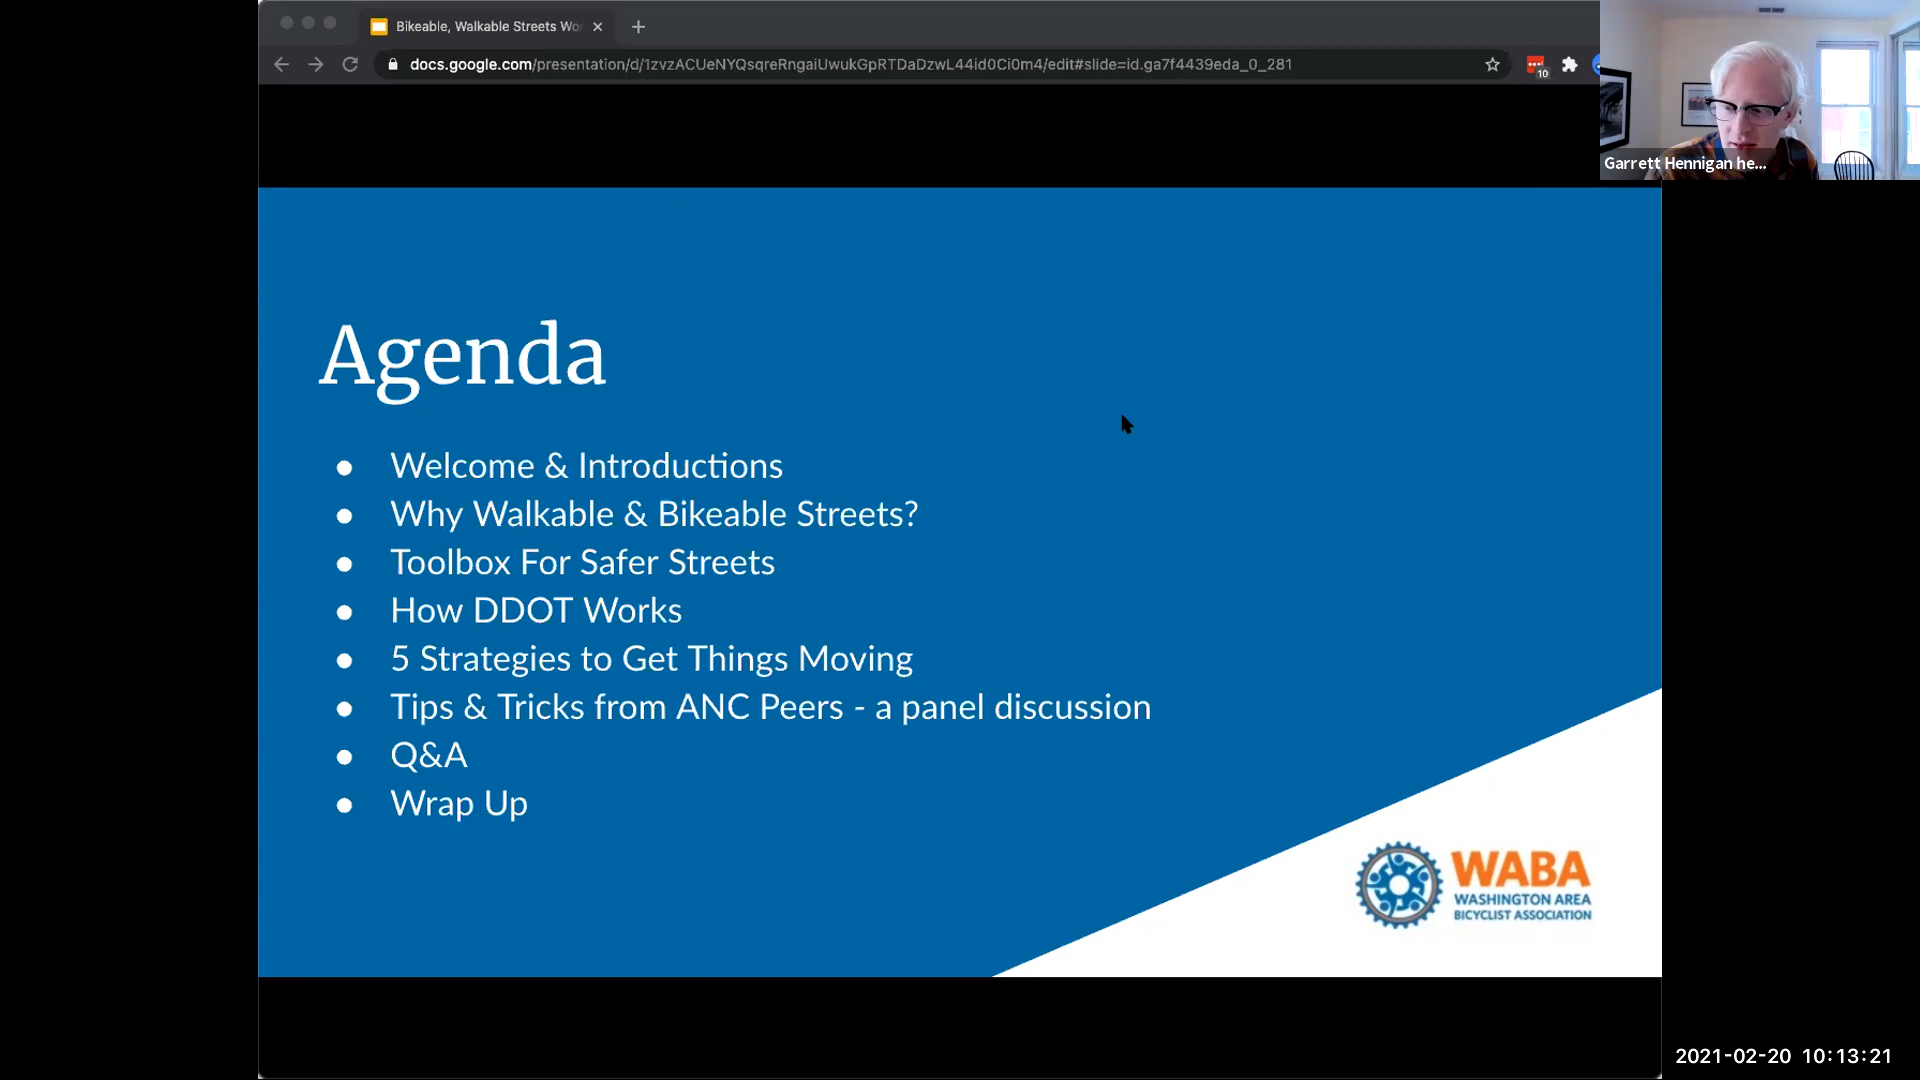 Bikeable, Walkable Streets Wo
docs.google.com/presentation/d/1zvzACUeNYQsqreRngaiUwukGpRTDaDzwL44id0Ci0m4/edit#slide=id.ga7f4439eda_0_281
10
Garrett Hennigan he...
Agenda
● Welcome & Introductions
● Why Walkable & Bikeable Streets?
● Toolbox For Safer Streets
● How DDOT Works
● 5 Strategies to Get Things Moving
● Tips & Tricks from ANC Peers - a panel discussion
● Q&A
● Wrap Up
WABA
WASHINGTON AREA
BICYCLIST ASSOCIATION
2021-02-20 10:13:21